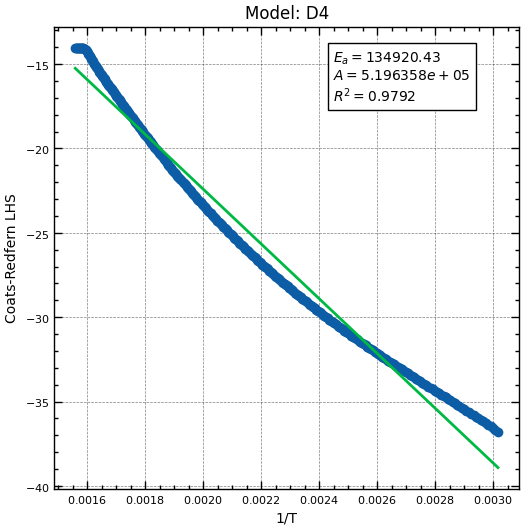 Model: D4
E_a = 134920.43
A = 5.196358e + 05
R² = 0.9792
Coats-Redfern LHS
−15
−20
−25
−30
−35
−40
0.0016 0.0018 0.0020 0.0022 0.0024 0.0026 0.0028 0.0030
1/T